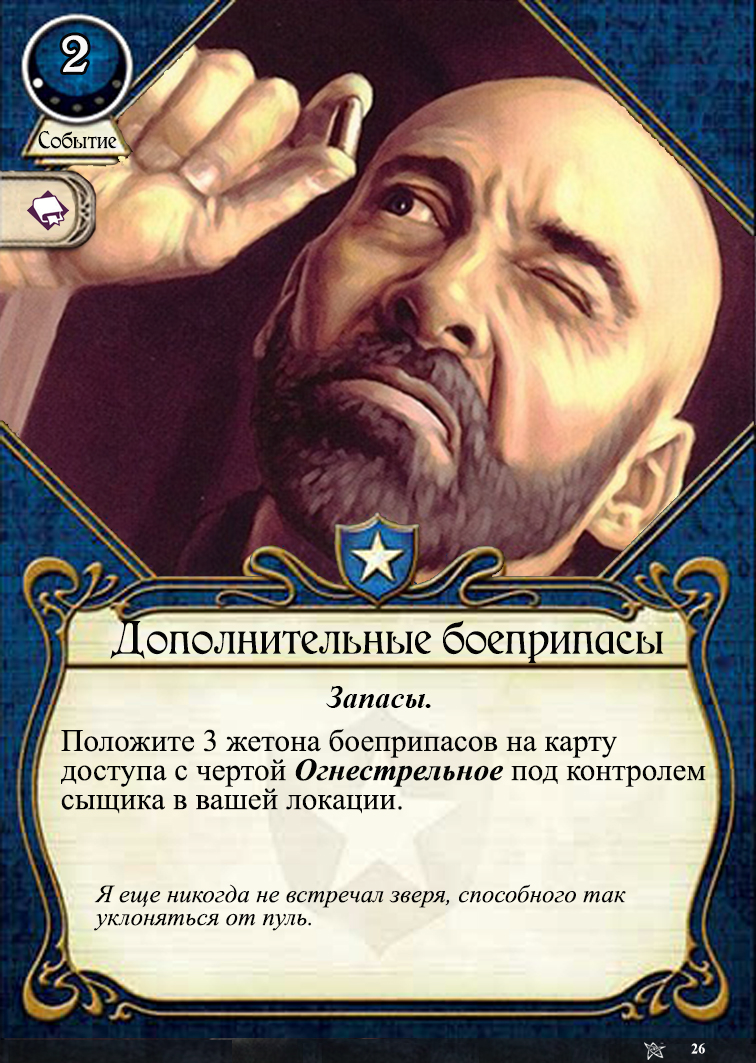 2
Событие
Дополнительные боеприпасы
Запасы.
Положите 3 жетона боеприпасов на карту
доступа с чертой Огнестрельное под контролем
сыщика в вашей локации.
Я еще никогда не встречал зверя, способного так
уклоняться от пуль.
26